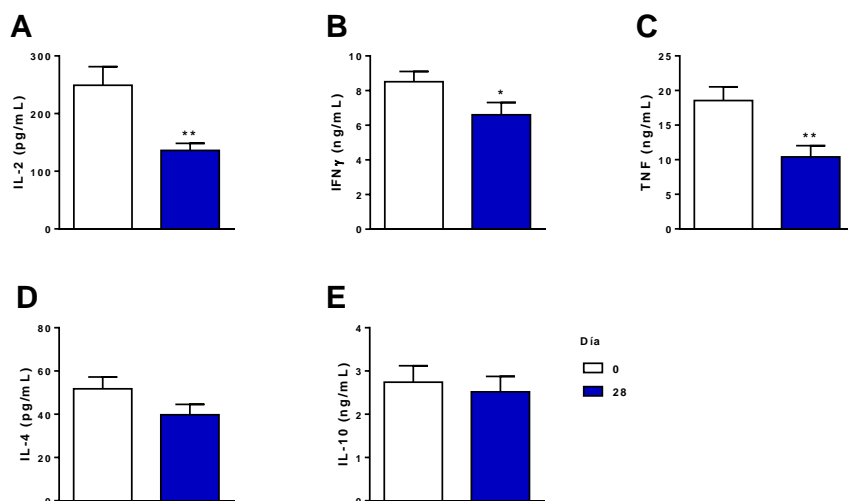 A
B
C
300
200
100
0
IL-2 (pg/mL)
**
10
8
6
4
2
0
IFNγ (ng/mL)
*
25
20
15
10
5
0
TNF (ng/mL)
**
D
E
80
60
40
20
0
IL-4 (pg/mL)
4
3
2
1
0
IL-10 (ng/mL)
Día
0
28